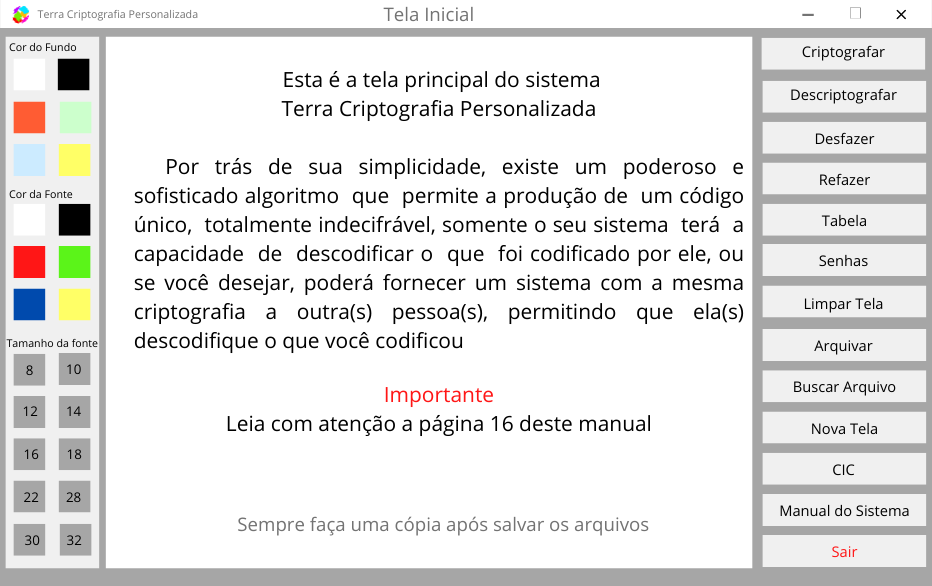 Terra Criptografia Personalizada
Tela Inicial
Cor do Fundo
Cor da Fonte
Tamanho da fonte
8 10
12 14
16 18
22 28
30 32
Esta é a tela principal do sistema
Terra Criptografia Personalizada
Por trás de sua simplicidade, existe um poderoso e
sofisticado algoritmo que permite a produção de um código
único, totalmente indecifrável, somente o seu sistema terá a
capacidade de descodificar o que foi codificado por ele, ou
se você desejar, poderá fornecer um sistema com a mesma
criptografia a outra(s) pessoa(s), permitindo que ela(s)
descodifique o que você codificou
Importante
Leia com atenção a página 16 deste manual
Sempre faça uma cópia após salvar os arquivos
Criptografar
Descriptografar
Desfazer
Refazer
Tabela
Senhas
Limpar Tela
Arquivar
Buscar Arquivo
Nova Tela
CIC
Manual do Sistema
Sair